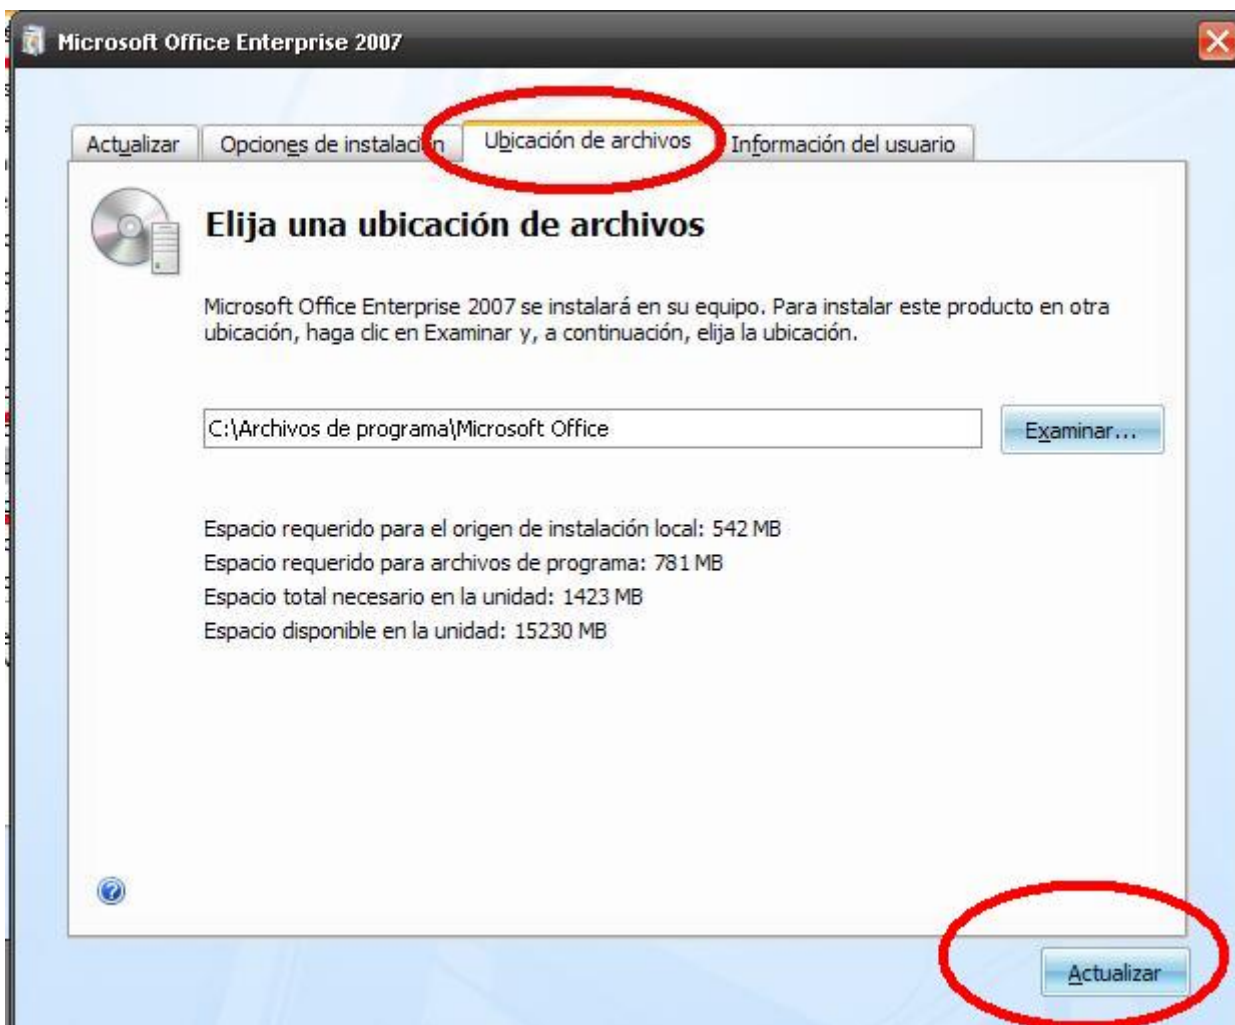 Microsoft Office Enterprise 2007
Actualizar
Opciones de instalación
Ubicación de archivos
Información del usuario
Elija una ubicación de archivos
Microsoft Office Enterprise 2007 se instalará en su equipo. Para instalar este producto en otra
ubicación, haga clic en Examinar y, a continuación, elija la ubicación.
C:\Archivos de programa\Microsoft Office
Examinar...
Espacio requerido para el origen de instalación local: 542 MB
Espacio requerido para archivos de programa: 781 MB
Espacio total necesario en la unidad: 1423 MB
Espacio disponible en la unidad: 15230 MB
Actualizar